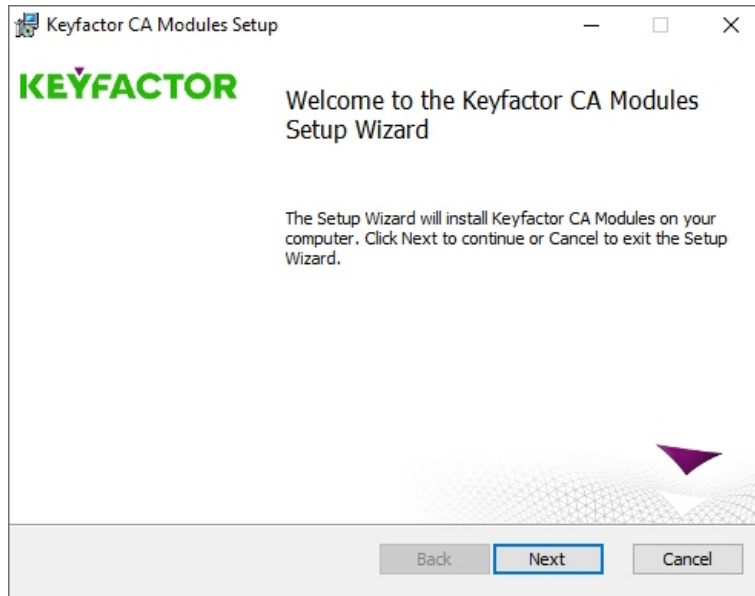 Keyfactor CA Modules Setup
KEYFACTOR
Welcome to the Keyfactor CA Modules
Setup Wizard
The Setup Wizard will install Keyfactor CA Modules on your
computer. Click Next to continue or Cancel to exit the Setup
Wizard.
Back Next Cancel